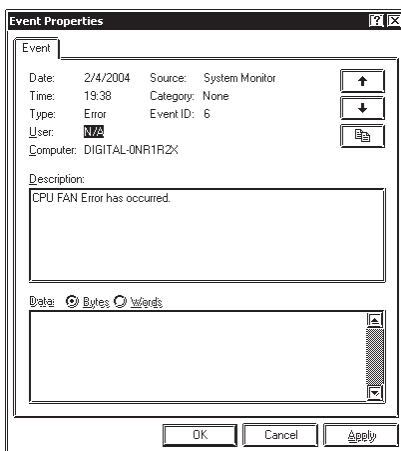 Event Properties
Event
Date: 2/4/2004 Source: System Monitor
Time: 19:38 Category: None
Type: Error Event ID: 6
User: N/A
Computer: DIGITAL-0NR1R2X
Description:
CPU FAN Error has occurred.
Data: Bytes Words
OK Cancel Apply